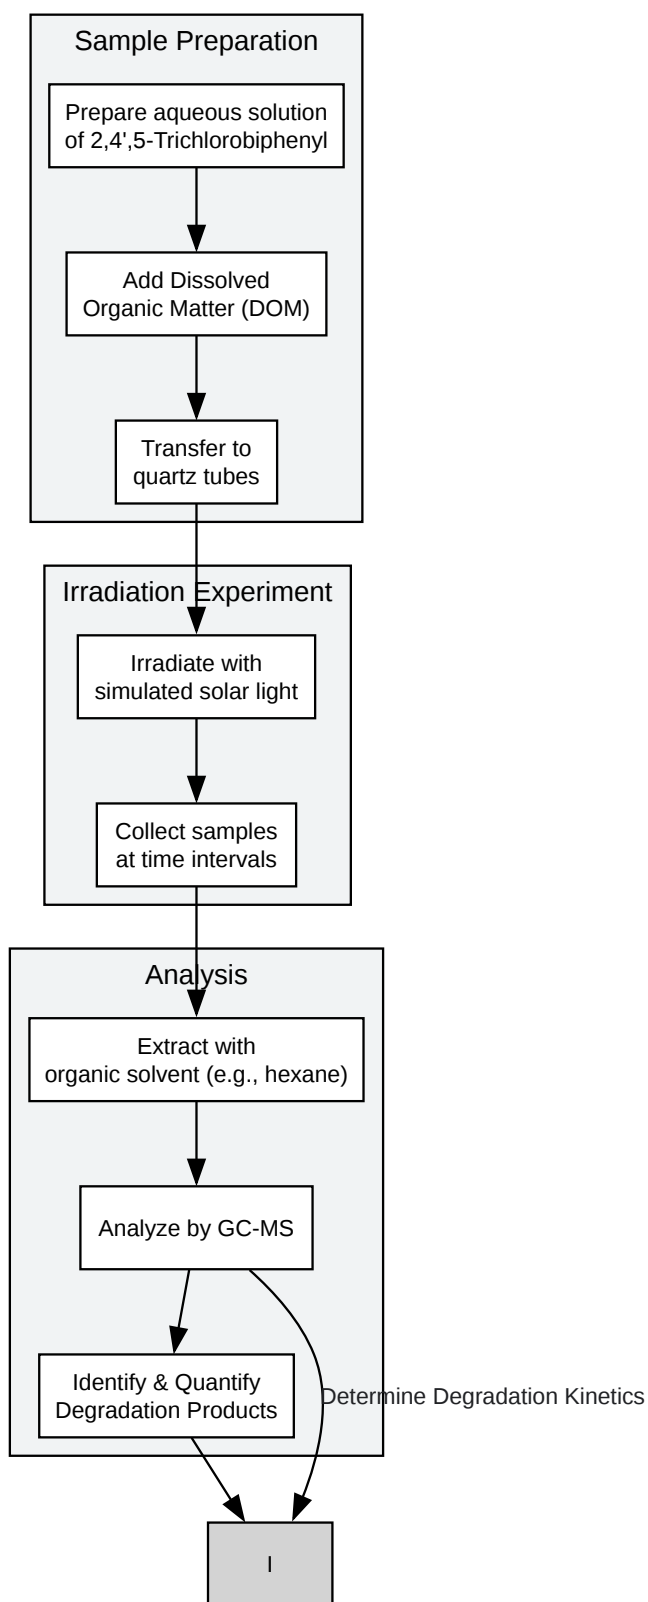 Sample Preparation
Prepare aqueous solution
of 2,4',5-Trichlorobiphenyl
Add Dissolved
Organic Matter (DOM)
Transfer to
quartz tubes
Irradiation Experiment
Irradiate with
simulated solar light
Collect samples
at time intervals
Analysis
Extract with
organic solvent (e.g., hexane)
Analyze by GC-MS
Identify & Quantify
Degradation Products
Determine Degradation Kinetics
I